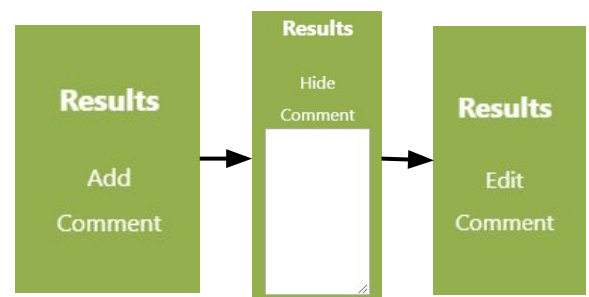 Results
Add
Comment
Results
Hide
Comment
Results
Edit
Comment